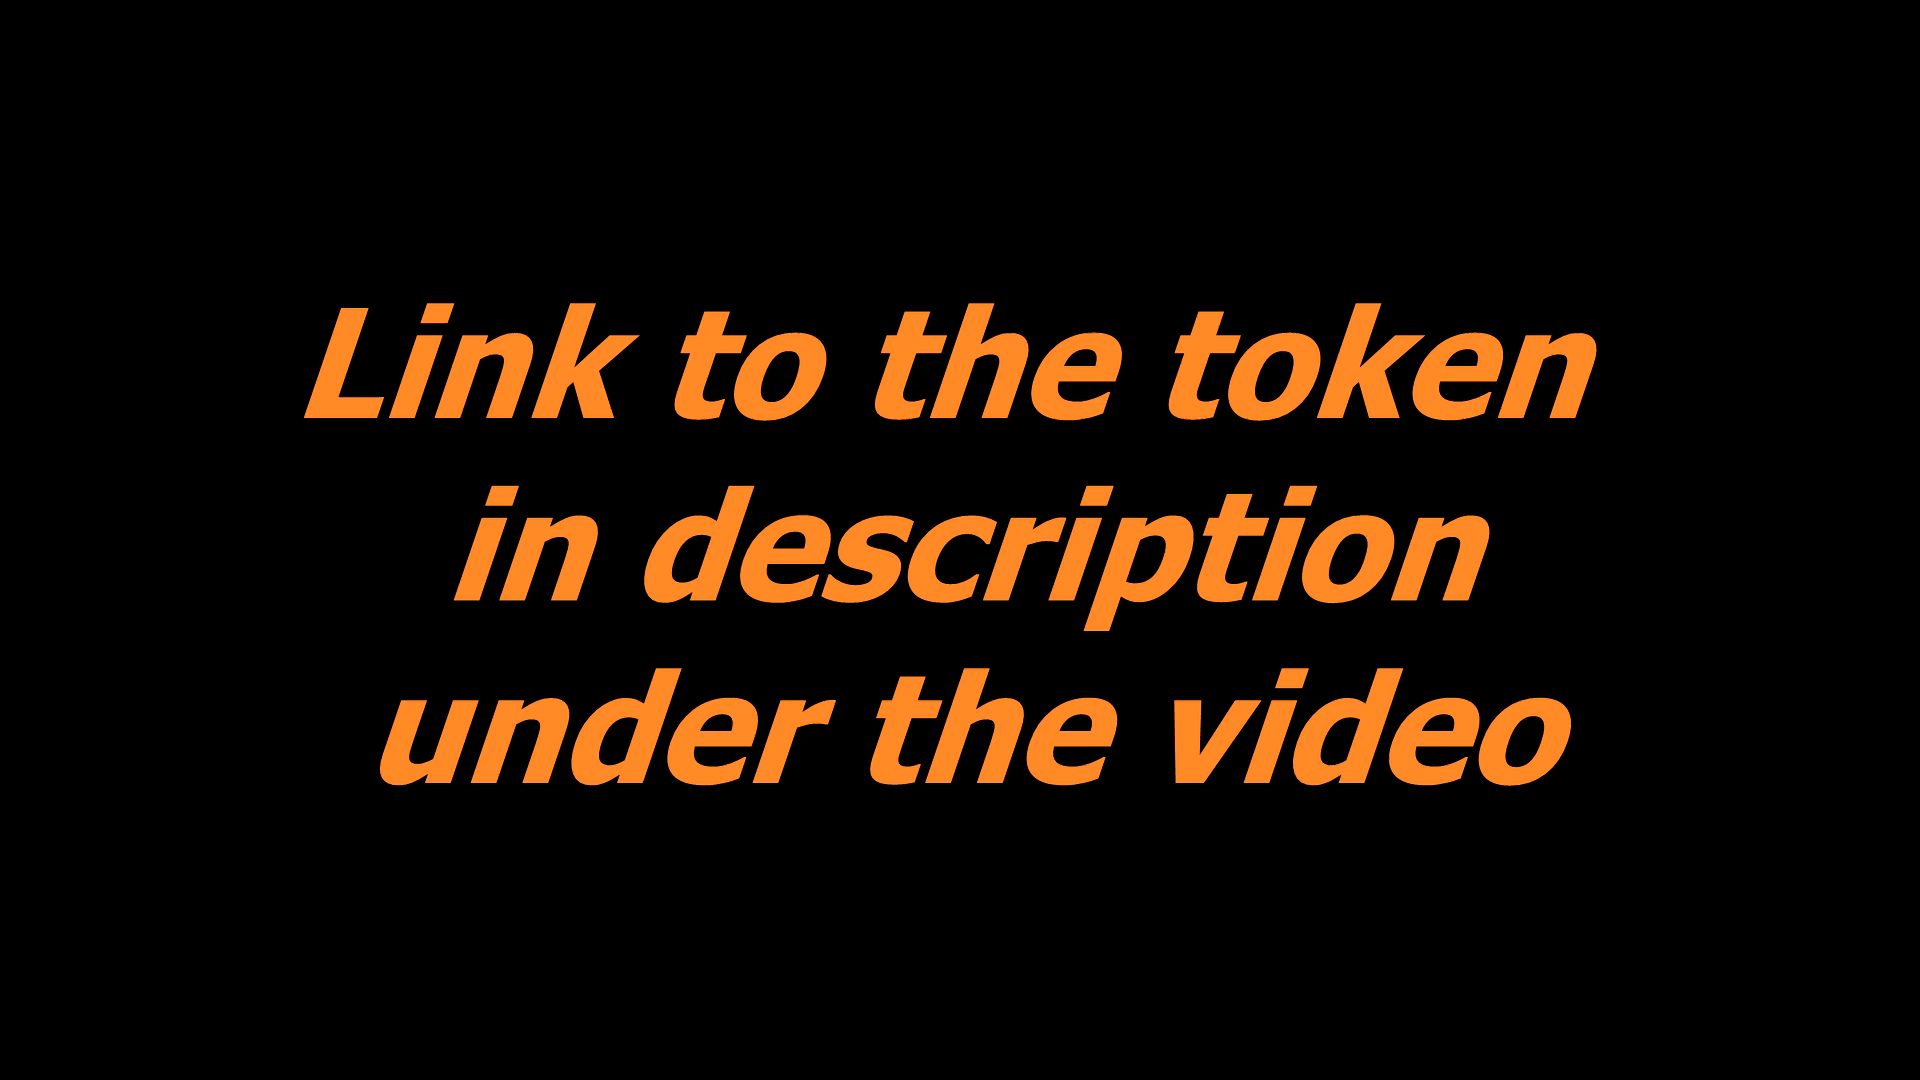 Link to the token
in description
under the video